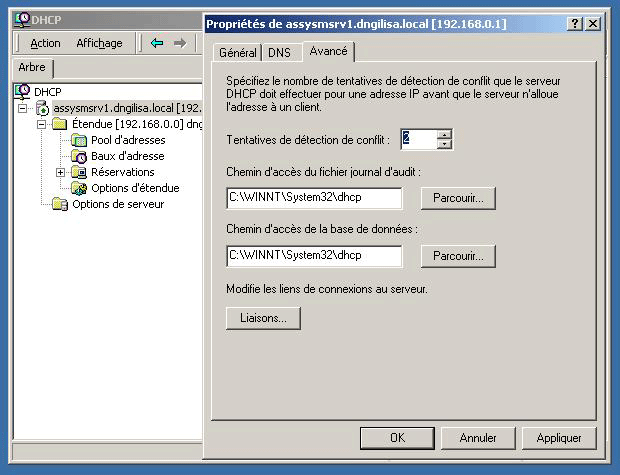 DHCP
Action Affichage
Arbre
DHCP
assysmsrv1.dngilisa.local [192.
Étendue [192.168.0.0] dng
Pool d'adresses
Baux d'adresse
Réservations
Options d'étendue
Options de serveur
Propriétés de assysmsrv1.dngilisa.local [192.168.0.1]
Général DNS Avancé
Spécifiez le nombre de tentatives de détection de conflit que le serveur
DHCP doit effectuer pour une adresse IP avant que le serveur n'alloue
l'adresse à un client.
Tentatives de détection de conflit : 2
Chemin d'accès du fichier journal d'audit :
C:\WINNT\System32\dhcp Parcourir...
Chemin d'accès de la base de données :
C:\WINNT\System32\dhcp Parcourir...
Modifie les liens de connexions au serveur.
Liaisons...
OK Annuler Appliquer